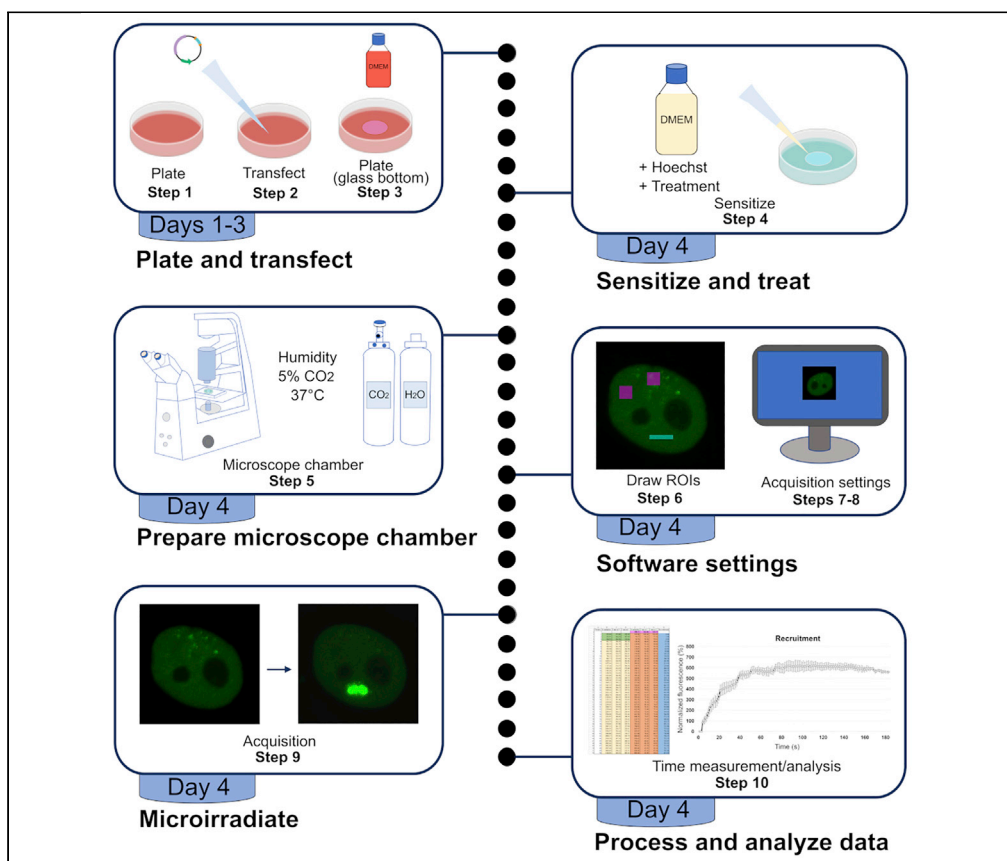 DMEM
Plate
Step 1
Transfect
Step 2
Plate
(glass bottom)
Step 3
Days 1-3
Plate and transfect
DMEM
+ Hoechst
+ Treatment
Sensitize
Step 4
Day 4
Sensitize and treat
Humidity
5% CO2
37°C
CO2
H2O
Microscope chamber
Step 5
Day 4
Prepare microscope chamber
Draw ROIs
Step 6
Acquisition settings
Steps 7-8
Day 4
Software settings
Acquisition
Step 9
Day 4
Microirradiate
Recruitment
Normalized fluorescence (%)
800
700
600
500
400
300
200
100
0
0 20 40 60 80 100 120 140 160 180
Time (s)
Time measurement/analysis
Step 10
Day 4
Process and analyze data